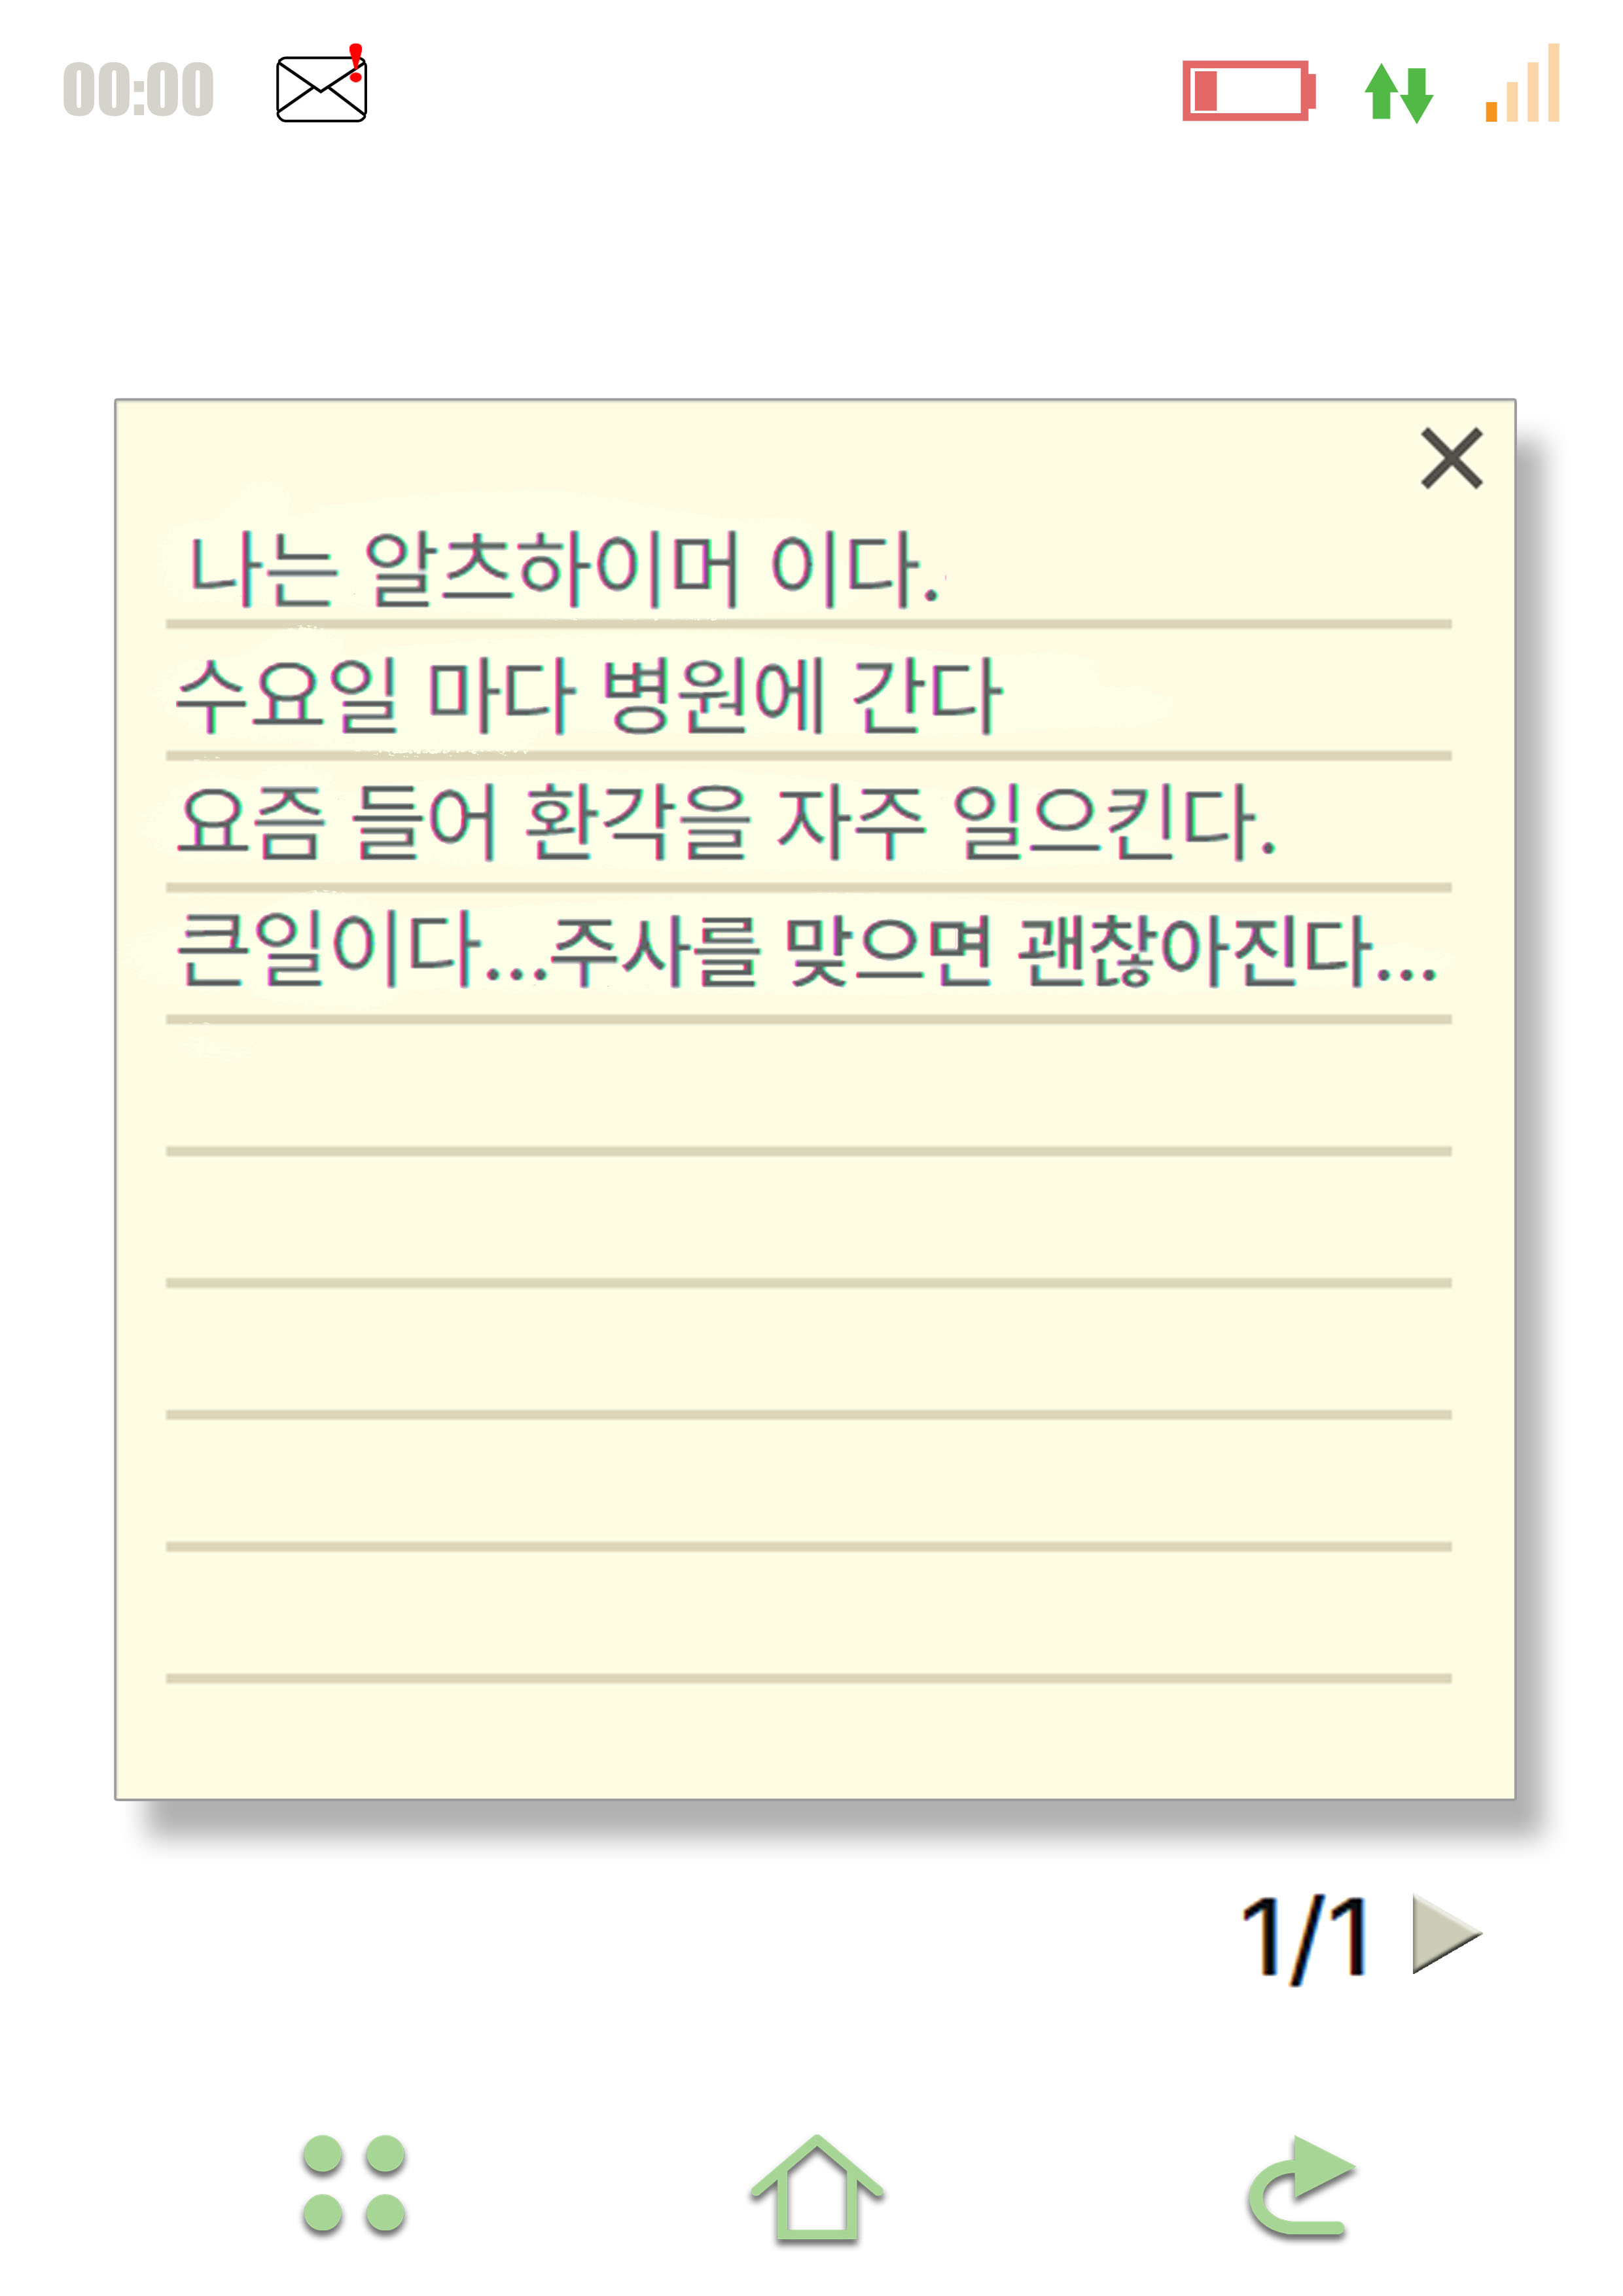 00:00
나는 알츠하이머 이다.
수요일 마다 병원에 간다
요즘 들어 환각을 자주 일으킨다.
큰일이다...주사를 맞으면 괜찮아진다...
1/1